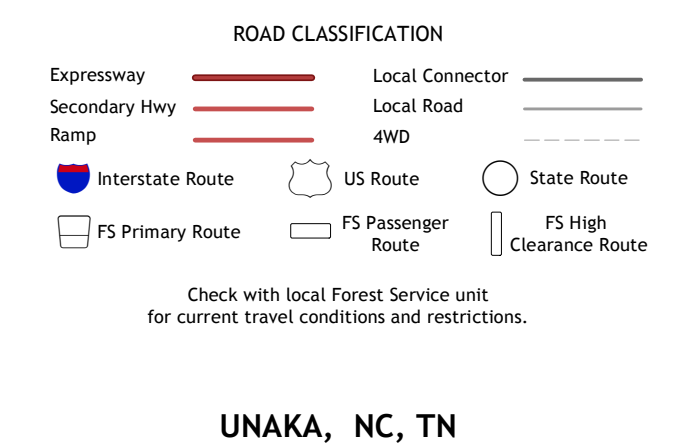 ROAD CLASSIFICATION
Expressway
Local Connector
Secondary Hwy
Local Road
Ramp
4WD
Interstate Route
US Route
State Route
FS Primary Route
FS Passenger
Route
FS High
Clearance Route
Check with local Forest Service unit
for current travel conditions and restrictions.
UNAKA, NC, TN